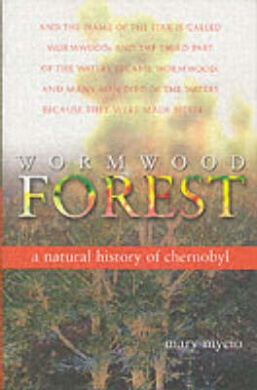 AND THE NAME OF THE STAR IS CALLED
WORMWOOD: AND THE THIRD PART
OF THE WATERS BECAME WORMWOOD;
AND MANY MEN DIED OF THE WATERS
BECAUSE THEY WERE MADE BITTER
WORMWOOD
FOREST
a natural history of chernobyl
mary mycio